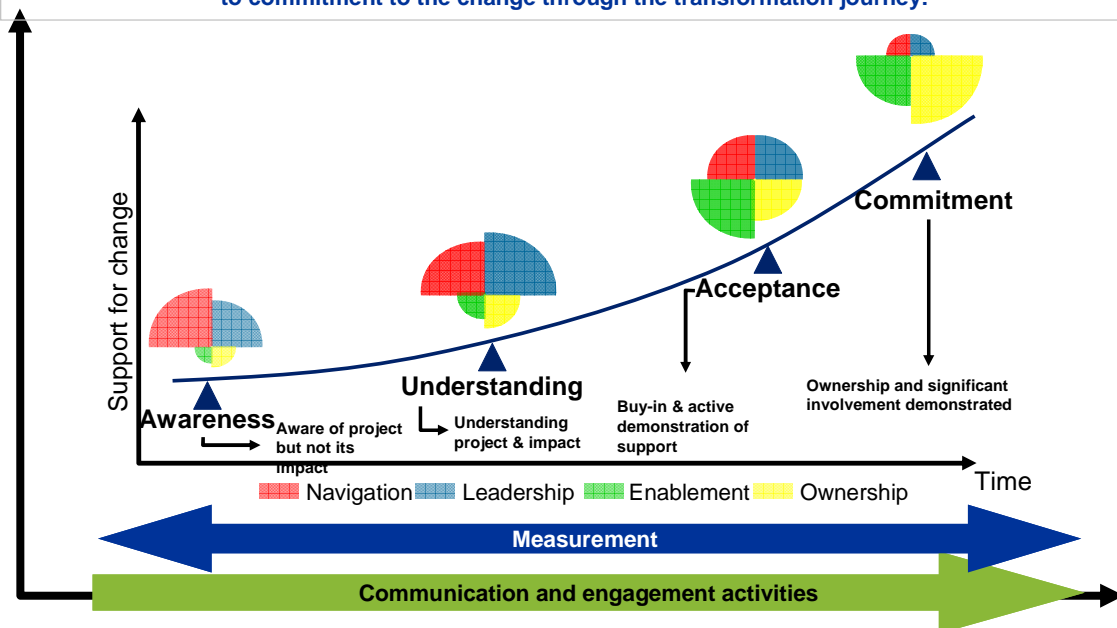 to commitment to the change through the transformation journey.
Support for change
Commitment
Acceptance
Understanding
Awareness
Aware of project
but not its
impact
Understanding
project & impact
Buy-in & active
demonstration of
support
Ownership and significant
involvement demonstrated
Time
Navigation Leadership Enablement Ownership
Measurement
Communication and engagement activities